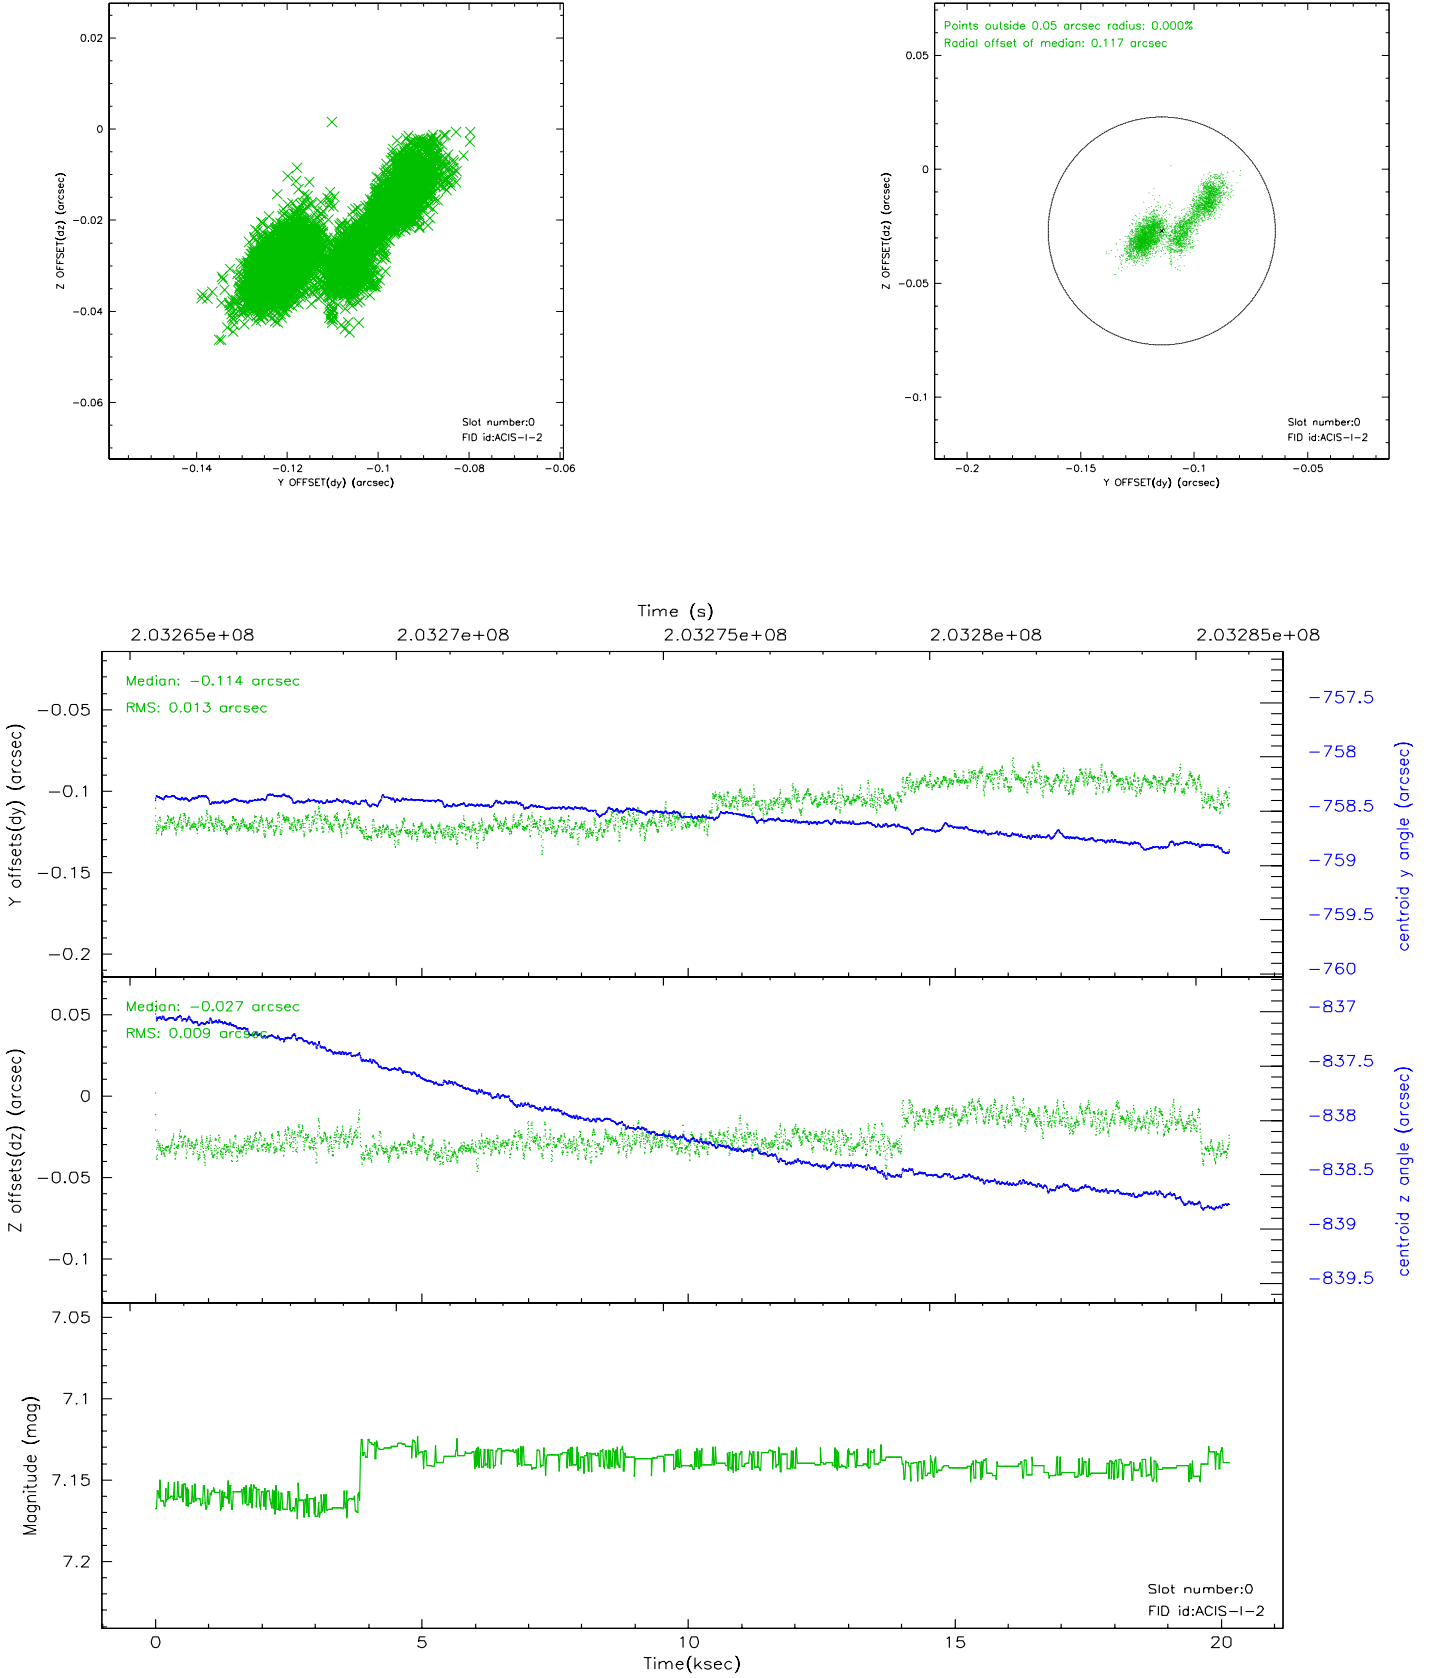 0.02
0
−0.02
−0.04
−0.06
Z OFFSET(dz) (arcsec)
Slot number:0
FID id:ACIS−I−2
−0.14 −0.12 −0.1 −0.08 −0.06
Y OFFSET(dy) (arcsec)
Points outside 0.05 arcsec radius: 0.000%
Radial offset of median: 0.117 arcsec
0.05
0
−0.05
−0.1
Z OFFSET(dz) (arcsec)
Slot number:0
FID id:ACIS−I−2
−0.2 −0.15 −0.1 −0.05
Y OFFSET(dy) (arcsec)
Time (s)
2.03265e+08 2.0327e+08 2.03275e+08 2.0328e+08 2.03285e+08
Median: −0.114 arcsec
RMS: 0.013 arcsec
−0.05
−0.1
−0.15
−0.2
Y offsets(dy) (arcsec)
−757.5
−758
−758.5
−759
−759.5
−760
centroid y angle (arcsec)
Median: −0.027 arcsec
RMS: 0.009 arcsec
0.05
0
−0.05
−0.1
Z offsets(dz) (arcsec)
−837
−837.5
−838
−838.5
−839
−839.5
centroid z angle (arcsec)
7.05
7.1
7.15
7.2
Magnitude (mag)
Slot number:0
FID id:ACIS−I−2
0 5 10 15 20
Time(ksec)